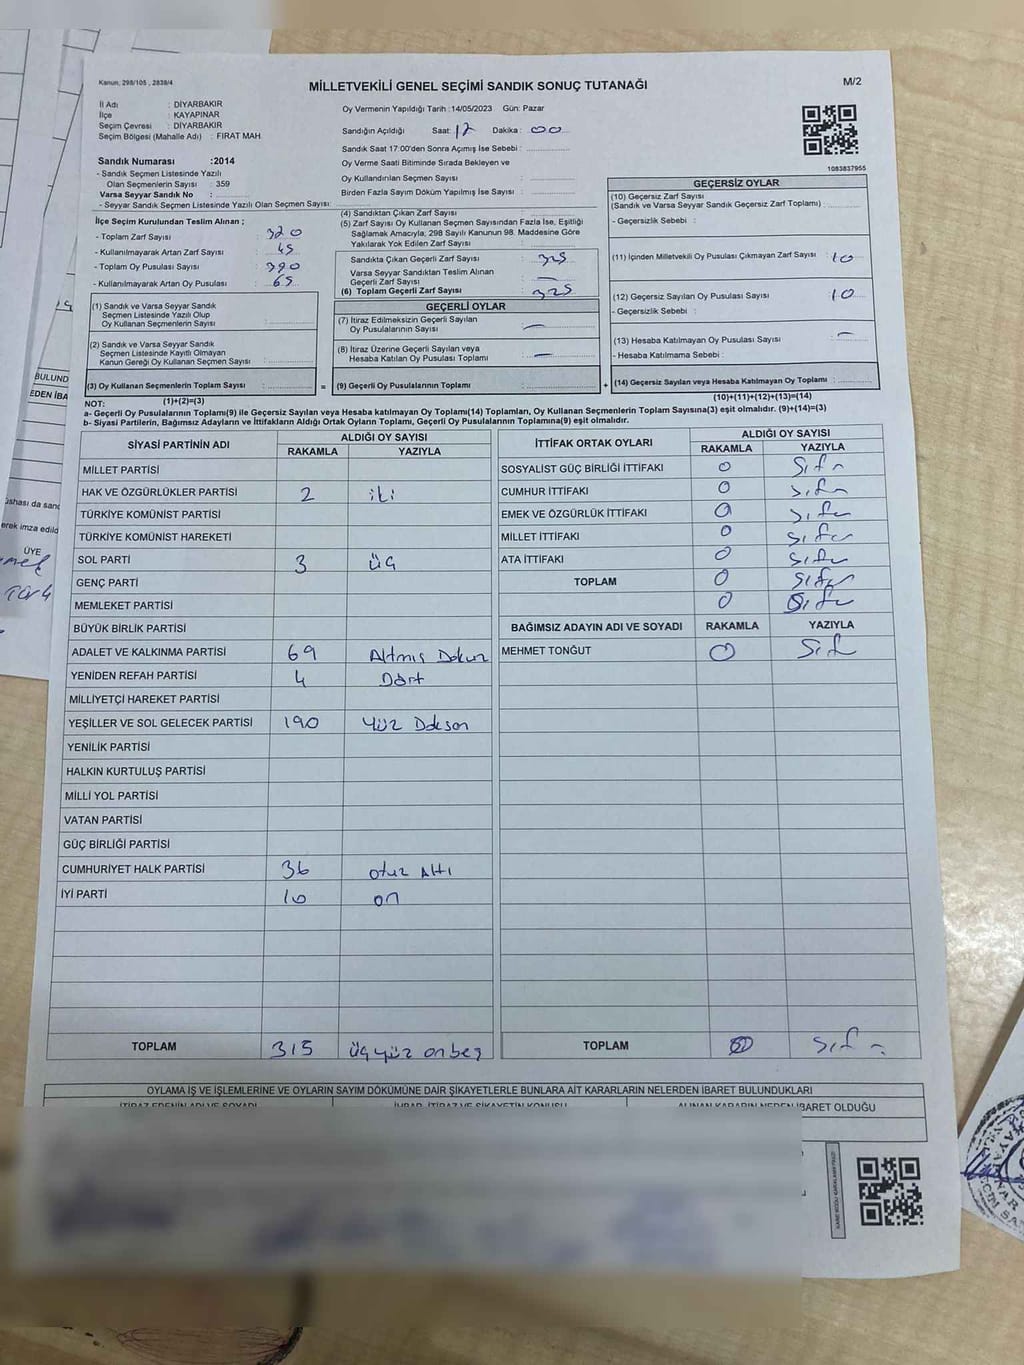 Kanun, 298/105 , 2839/4
MİLLETVEKİLİ GENEL SEÇİMİ SANDIK SONUÇ TUTANAĞI
M/2
İl Adı : DİYARBAKIR
İlçe : KAYAPINAR
Seçim Çevresi : DİYARBAKIR
Seçim Bölgesi (Mahalle Adı) : FIRAT MAH.
Oy Vermenin Yapıldığı Tarih :14/05/2023 Gün: Pazar
Sandığın Açıldığı Saat: 17 Dakika: 00
Sandık Saat 17:00'den Sonra Açımış İse Sebebi :
Oy Verme Saati Bitiminde Sırada Bekleyen ve
Oy Kullandırılan Seçmen Sayısı :
Birden Fazla Sayım Döküm Yapılmış İse Sayısı :
1083837955
Sandık Numarası :2014
- Sandık Seçmen Listesinde Yazılı
Olan Seçmenlerin Sayısı : 359
Varsa Seyyar Sandık No :
- Seyyar Sandık Seçmen Listesinde Yazılı Olan Seçmen Sayısı:
İlçe Seçim Kurulundan Teslim Alınan ;
- Toplam Zarf Sayısı : 370
- Kullanılmayarak Artan Zarf Sayısı : 45
- Toplam Oy Pusulası Sayısı : 390
- Kullanılmayarak Artan Oy Pusulası : 65
(1) Sandık ve Varsa Seyyar Sandık
Seçmen Listesinde Yazılı Olup
Oy Kullanan Seçmenlerin Sayısı :
(2) Sandık ve Varsa Seyyar Sandık
Seçmen Listesinde Kayıtlı Olmayan
Kanun Gereği Oy Kullanan Seçmen Sayısı :
(3) Oy Kullanan Seçmenlerin Toplam Sayısı :
(1)+(2)=(3)
(4) Sandıktan Çıkan Zarf Sayısı :
(5) Zarf Sayısı Oy Kullanan Seçmen Sayısından Fazla İse, Eşitliği
Sağlamak Amacıyla, 298 Sayılı Kanunun 98. Maddesine Göre
Yakılarak Yok Edilen Zarf Sayısı :
Sandıkta Çıkan Geçerli Zarf Sayısı : 325
Varsa Seyyar Sandıktan Teslim Alınan
Geçerli Zarf Sayısı : —
(6) Toplam Geçerli Zarf Sayısı : 325
GEÇERLİ OYLAR
(7) İtiraz Edilmeksizin Geçerli Sayılan
Oy Pusulalarının Sayısı : —
(8) İtiraz Üzerine Geçerli Sayılan veya
Hesaba Katılan Oy Pusulası Toplamı : —
= (9) Geçerli Oy Pusulalarının Toplamı :
GEÇERSİZ OYLAR
(10) Geçersiz Zarf Sayısı
(Sandık ve Varsa Seyyar Sandık Geçersiz Zarf Toplamı) :
- Geçersizlik Sebebi :
(11) İçinden Milletvekili Oy Pusulası Çıkmayan Zarf Sayısı : 10
(12) Geçersiz Sayılan Oy Pusulası Sayısı : 10
- Geçersizlik Sebebi :
(13) Hesaba Katılmayan Oy Pusulası Sayısı : —
- Hesaba Katılmama Sebebi :
+ (14) Geçersiz Sayılan veya Hesaba Katılmayan Oy Toplamı :
(10)+(11)+(12)+(13)=(14)
NOT:
a- Geçerli Oy Pusulalarının Toplamı(9) ile Geçersiz Sayılan veya Hesaba katılmayan Oy Toplamı(14) Toplamları, Oy Kullanan Seçmenlerin Toplam Sayısına(3) eşit olmalıdır. (9)+(14)=(3)
b- Siyasi Partilerin, Bağımsız Adayların ve İttifakların Aldığı Ortak Oyların Toplamı, Geçerli Oy Pusulalarının Toplamına(9) eşit olmalıdır.
SİYASİ PARTİNİN ADI ALDIĞI OY SAYISI
RAKAMLA YAZIYLA
MİLLET PARTİSİ
HAK VE ÖZGÜRLÜKLER PARTİSİ 2 iki
TÜRKİYE KOMÜNİST PARTİSİ
TÜRKİYE KOMÜNİST HAREKETİ
SOL PARTİ 3 üç
GENÇ PARTİ
MEMLEKET PARTİSİ
BÜYÜK BİRLİK PARTİSİ
ADALET VE KALKINMA PARTİSİ 69 Altmış Dokuz
YENİDEN REFAH PARTİSİ 4 Dört
MİLLİYETÇİ HAREKET PARTİSİ
YEŞİLLER VE SOL GELECEK PARTİSİ 190 Yüz Doksan
YENİLİK PARTİSİ
HALKIN KURTULUŞ PARTİSİ
MİLLİ YOL PARTİSİ
VATAN PARTİSİ
GÜÇ BİRLİĞİ PARTİSİ
CUMHURİYET HALK PARTİSİ 36 otuz Altı
İYİ PARTİ 10 on
TOPLAM 315 üçyüz onbeş
İTTİFAK ORTAK OYLARI ALDIĞI OY SAYISI
RAKAMLA YAZIYLA
SOSYALİST GÜÇ BİRLİĞİ İTTİFAKI 0 Sıfır
CUMHUR İTTİFAKI 0 Sıfır
EMEK VE ÖZGÜRLÜK İTTİFAKI 0 Sıfır
MİLLET İTTİFAKI 0 Sıfır
ATA İTTİFAKI 0 Sıfır
TOPLAM 0 Sıfır
0 Sıfır
BAĞIMSIZ ADAYIN ADI VE SOYADI RAKAMLA YAZIYLA
MEHMET TONĞUT 0 Sıfır
TOPLAM 0 Sıfır
OYLAMA İŞ VE İŞLEMLERİNE VE OYLARIN SAYIM DÖKÜMÜNE DAİR ŞİKAYETLERLE BUNLARA AİT KARARLARIN NELERDEN İBARET BULUNDUKLARI
İTİRAZ EDENİN ADI VE SOYADI
İHBAR, İTİRAZ VE ŞİKAYETİN KONUSU
ALINAN KARARIN NEDEN İBARET OLDUĞU
BULUND
EDEN İBA
üshası da sand
erek imza edild
ÜYE